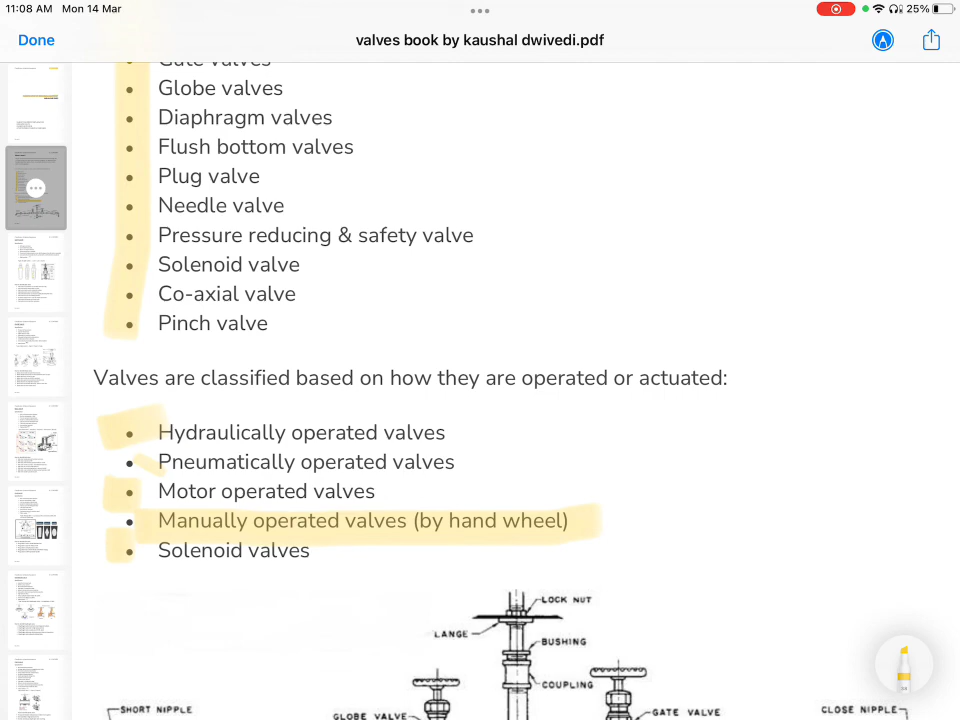 11:08 AM Mon 14 Mar
25%
Done
valves book by kaushal dwivedi.pdf
Gate valves
Globe valves
Diaphragm valves
Flush bottom valves
Plug valve
Needle valve
Pressure reducing & safety valve
Solenoid valve
Co-axial valve
Pinch valve
Valves are classified based on how they are operated or actuated:
Hydraulically operated valves
Pneumatically operated valves
Motor operated valves
Manually operated valves (by hand wheel)
Solenoid valves
LOCK NUT
LANGE
BUSHING
COUPLING
SHORT NIPPLE
GLOBE VALVE
GATE VALVE
CLOSE NIPPLE